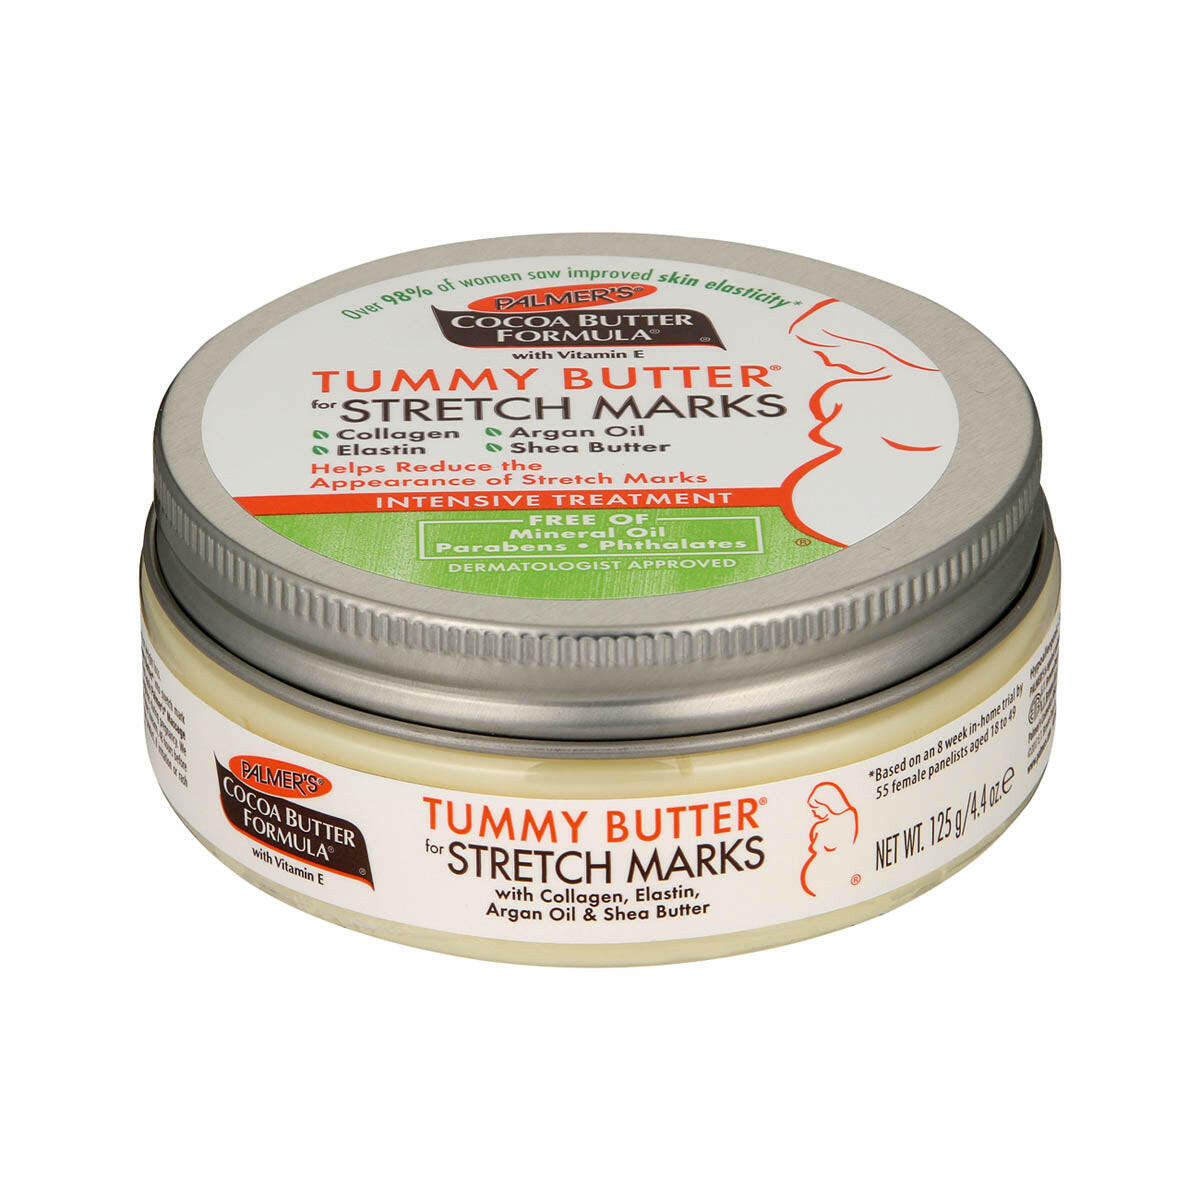 Over 98% of women saw improved skin elasticity*
PALMER'S®
COCOA BUTTER
FORMULA®
®
with Vitamin E
TUMMY BUTTER®
for STRETCH MARKS
Collagen Argan Oil
Elastin Shea Butter
Helps Reduce the
Appearance of Stretch Marks
INTENSIVE TREATMENT
FREE OF
Mineral Oil
Parabens • Phthalates
DERMATOLOGIST APPROVED
®
stretch mark
Massage
PALMER'S®
COCOA BUTTER
FORMULA®
®
with Vitamin E
TUMMY BUTTER®
for STRETCH MARKS
with Collagen, Elastin,
Argan Oil & Shea Butter
®
*Based on an 8 week in-home trial by
55 female panelists aged 18 to 49
NET WT. 125 g/4.4 oz.e